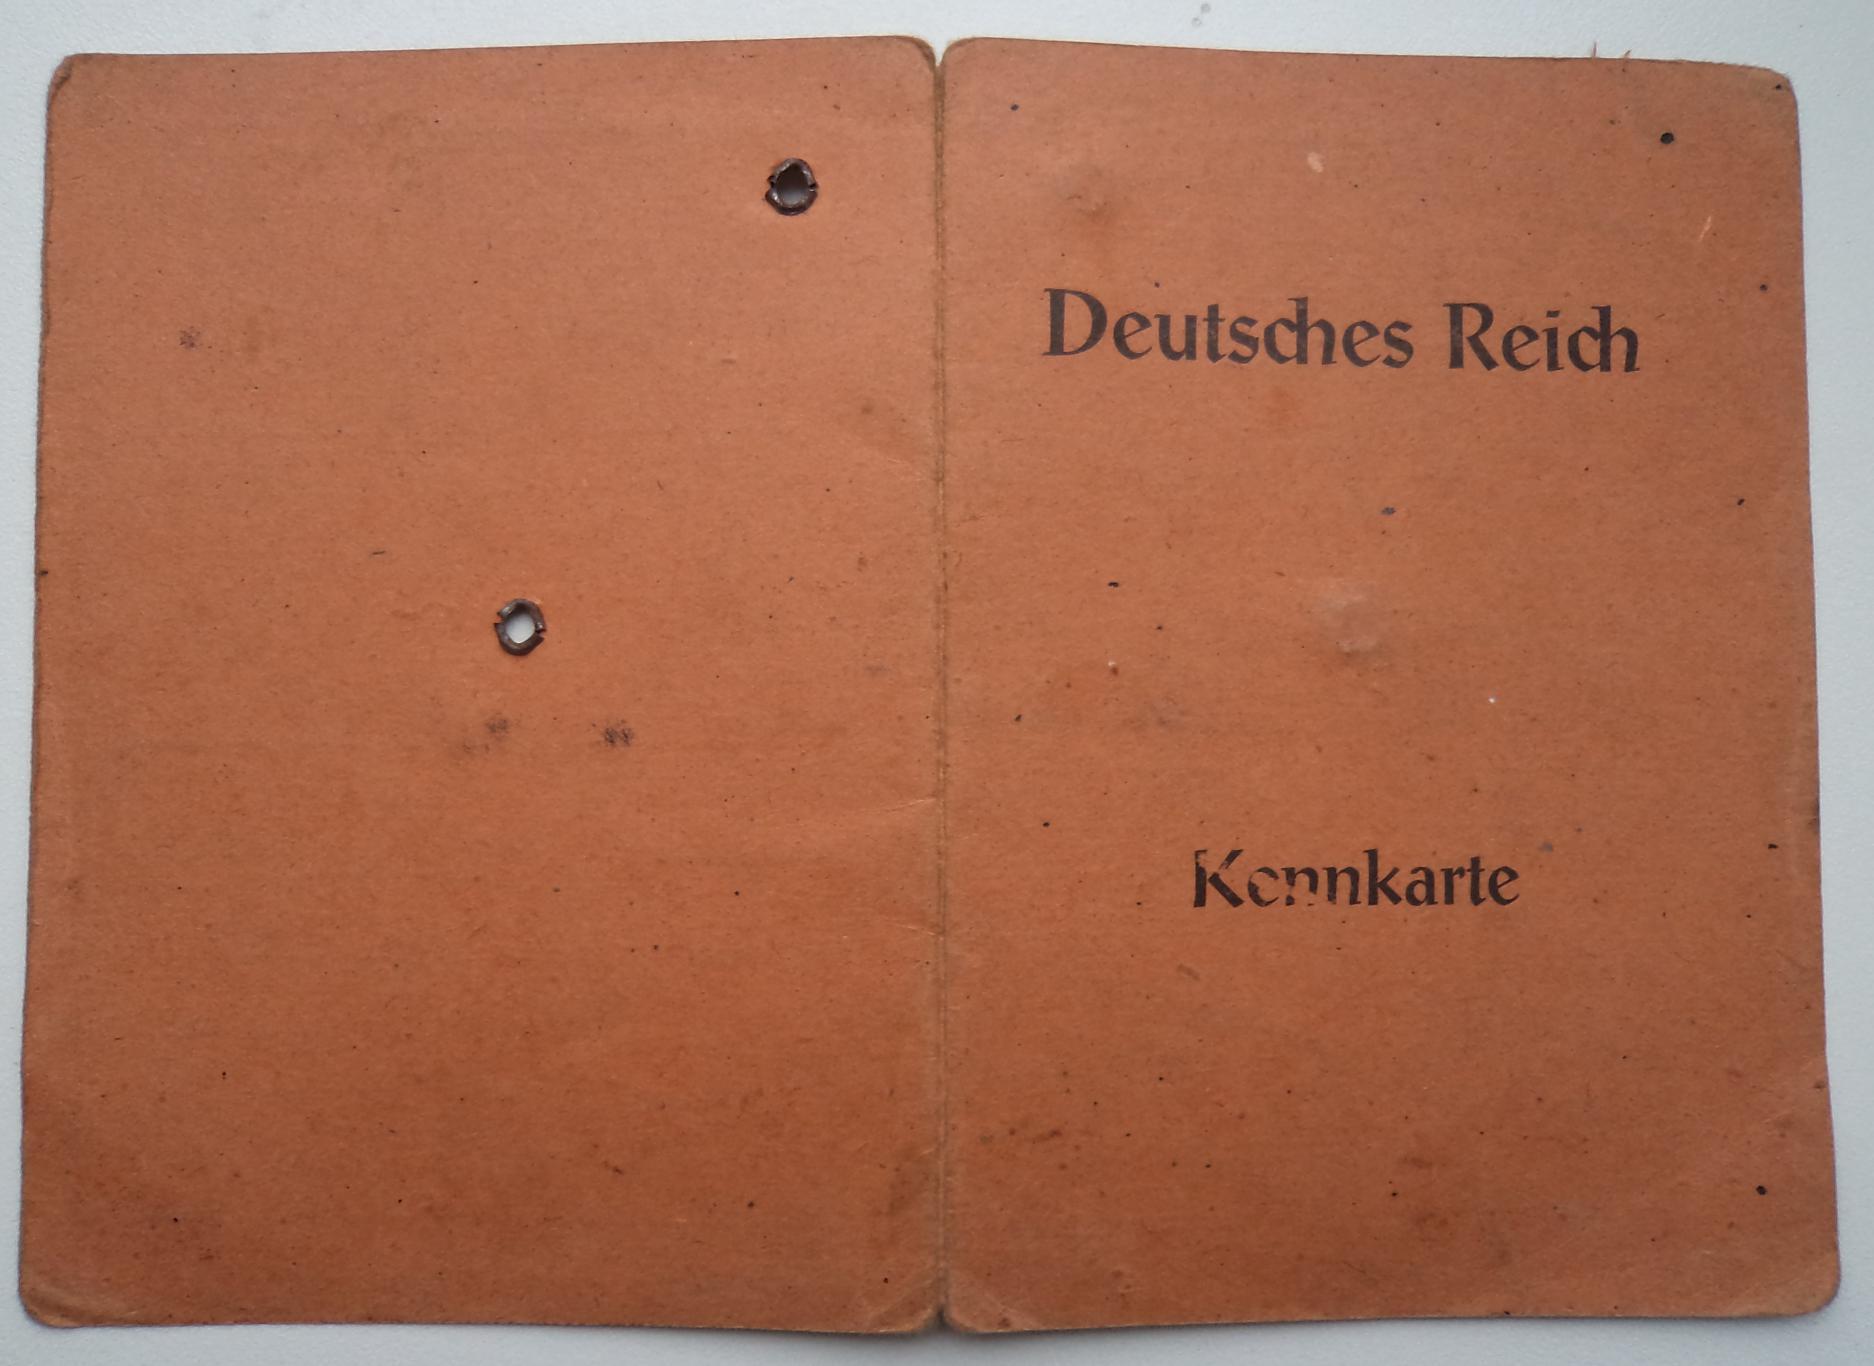 Deutsches Reich
Kennkarte